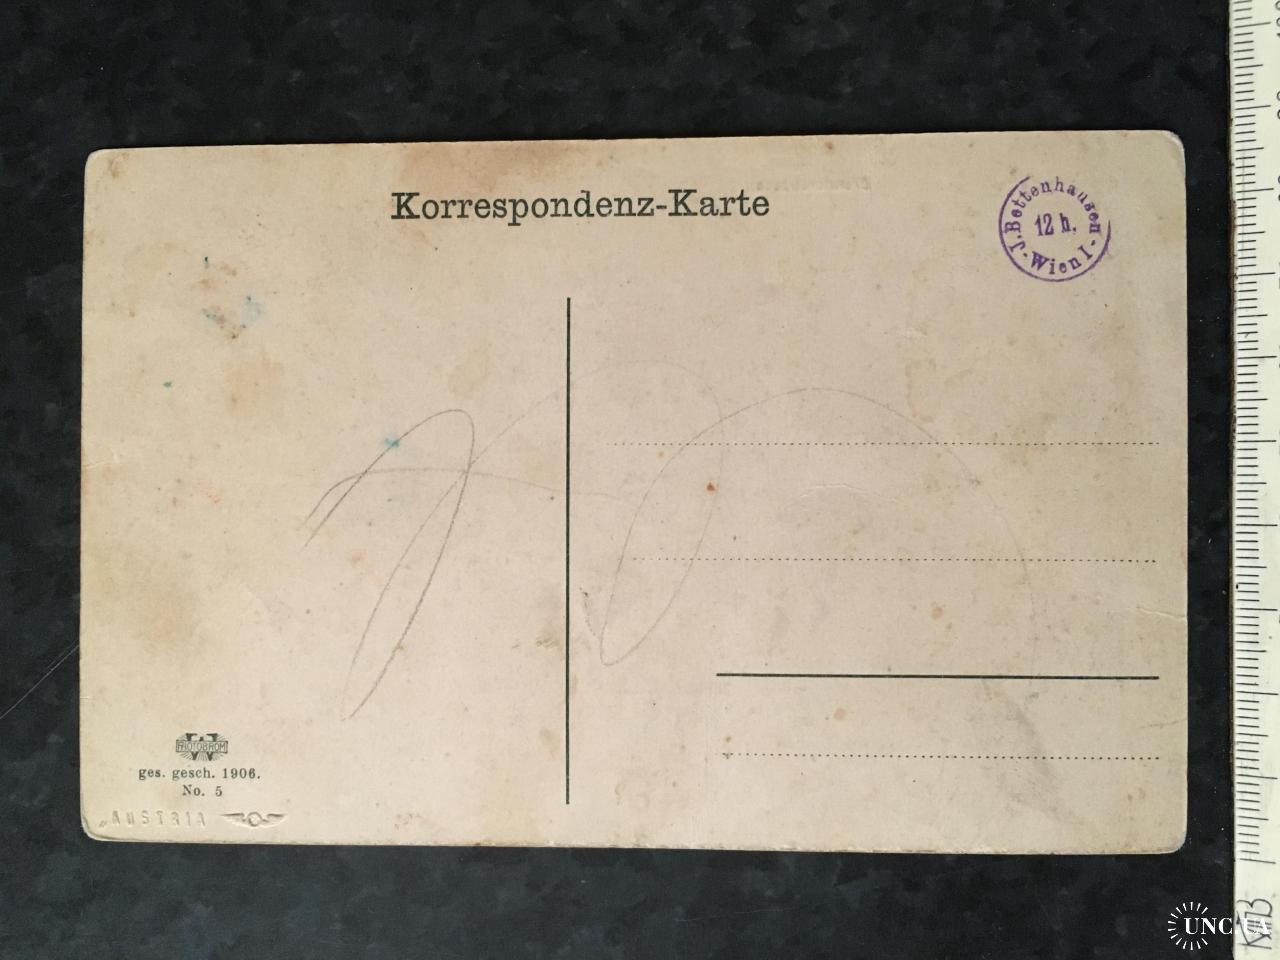 Korrespondenz-Karte
J. Bettenhausen
12 h.
- Wien I -
PHOTOBROM
ges. gesch. 1906.
No. 5
AUSTRIA
UNC.UA